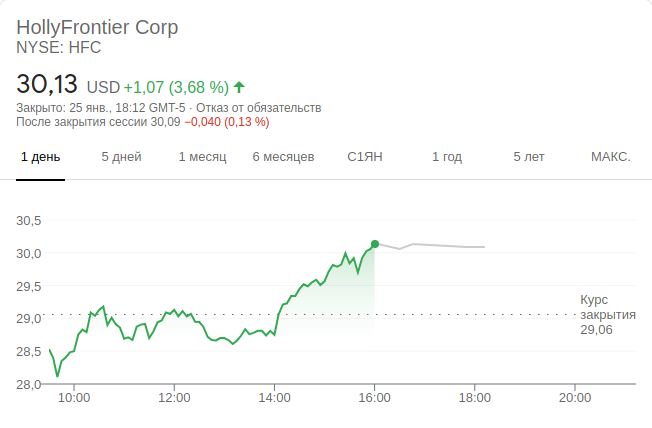 HollyFrontier Corp
NYSE: HFC
30,13 USD +1,07 (3,68 %)
Закрыто: 25 янв., 18:12 GMT-5 · Отказ от обязательств
После закрытия сессии 30,09 −0,040 (0,13 %)
1 день 5 дней 1 месяц 6 месяцев С1ЯН 1 год 5 лет МАКС.
30,5
30,0
29,5
29,0
28,5
28,0
Курс
закрытия
29,06
10:00 12:00 14:00 16:00 18:00 20:00